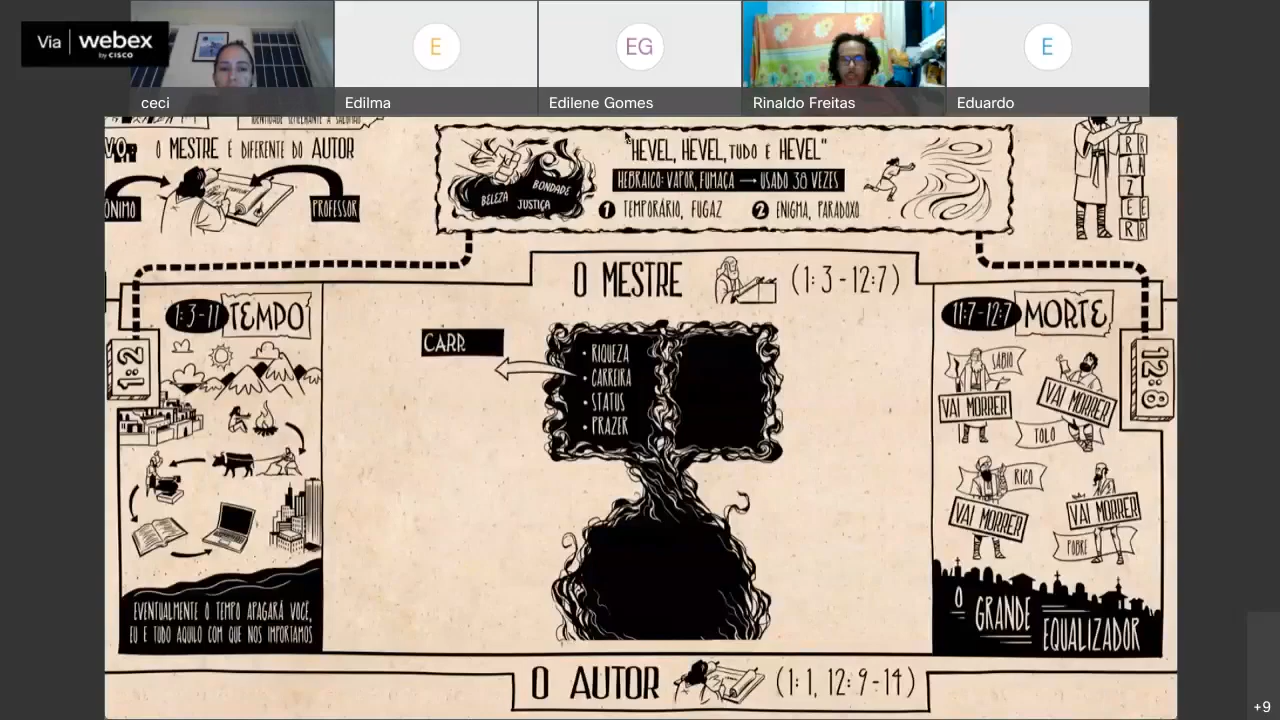 Via webex
by CISCO
E
EG
E
ceci
Edilma
Edilene Gomes
Rinaldo Freitas
Eduardo
IDENTIDADE SEMELHANTE A SALOMÃO
O MESTRE É DIFERENTE DO AUTOR
ÔNIMO
PROFESSOR
"HEVEL, HEVEL, TUDO É HEVEL"
HEBRAICO: VAPOR, FUMAÇA → USADO 38 VEZES
1 TEMPORÁRIO, FUGAZ 2 ENIGMA, PARADOXO
BELEZA
BONDADE
JUSTIÇA
O MESTRE (1:3-12:7)
1:3-11 TEMPO
1:2
EVENTUALMENTE O TEMPO APAGARÁ VOCÊ,
EU E TUDO AQUILO COM QUE NOS IMPORTAMOS
CARR
• RIQUEZA
• CARREIRA
• STATUS
• PRAZER
11:7-12:7 MORTE
12:8
SÁBIO
VAI MORRER
VAI MORRER
TOLO
RICO
VAI MORRER
VAI MORRER
POBRE
O GRANDE
EQUALIZADOR
O AUTOR (1:1, 12:9-14)
+9